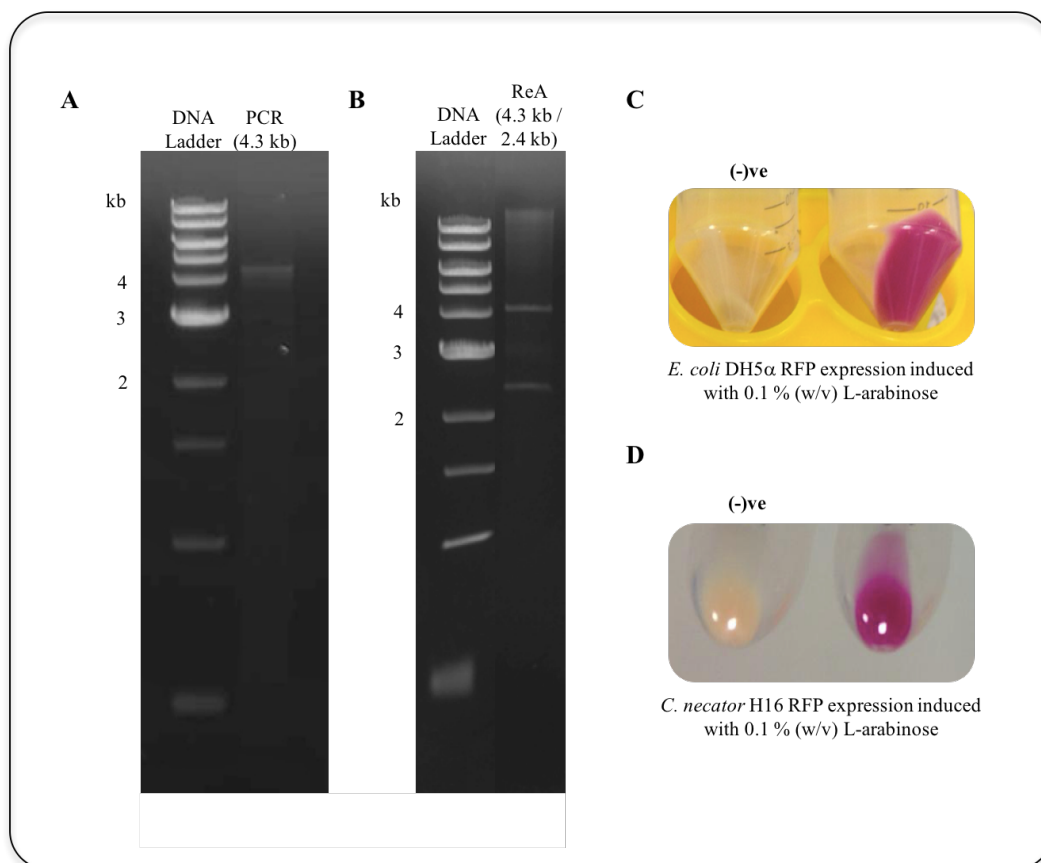 A
DNA
Ladder
PCR
(4.3 kb)
kb
4
3
2
B
DNA
Ladder
ReA
(4.3 kb /
2.4 kb)
kb
4
3
2
C
(-)ve
E. coli DH5α RFP expression induced
with 0.1 % (w/v) L-arabinose
D
(-)ve
C. necator H16 RFP expression induced
with 0.1 % (w/v) L-arabinose